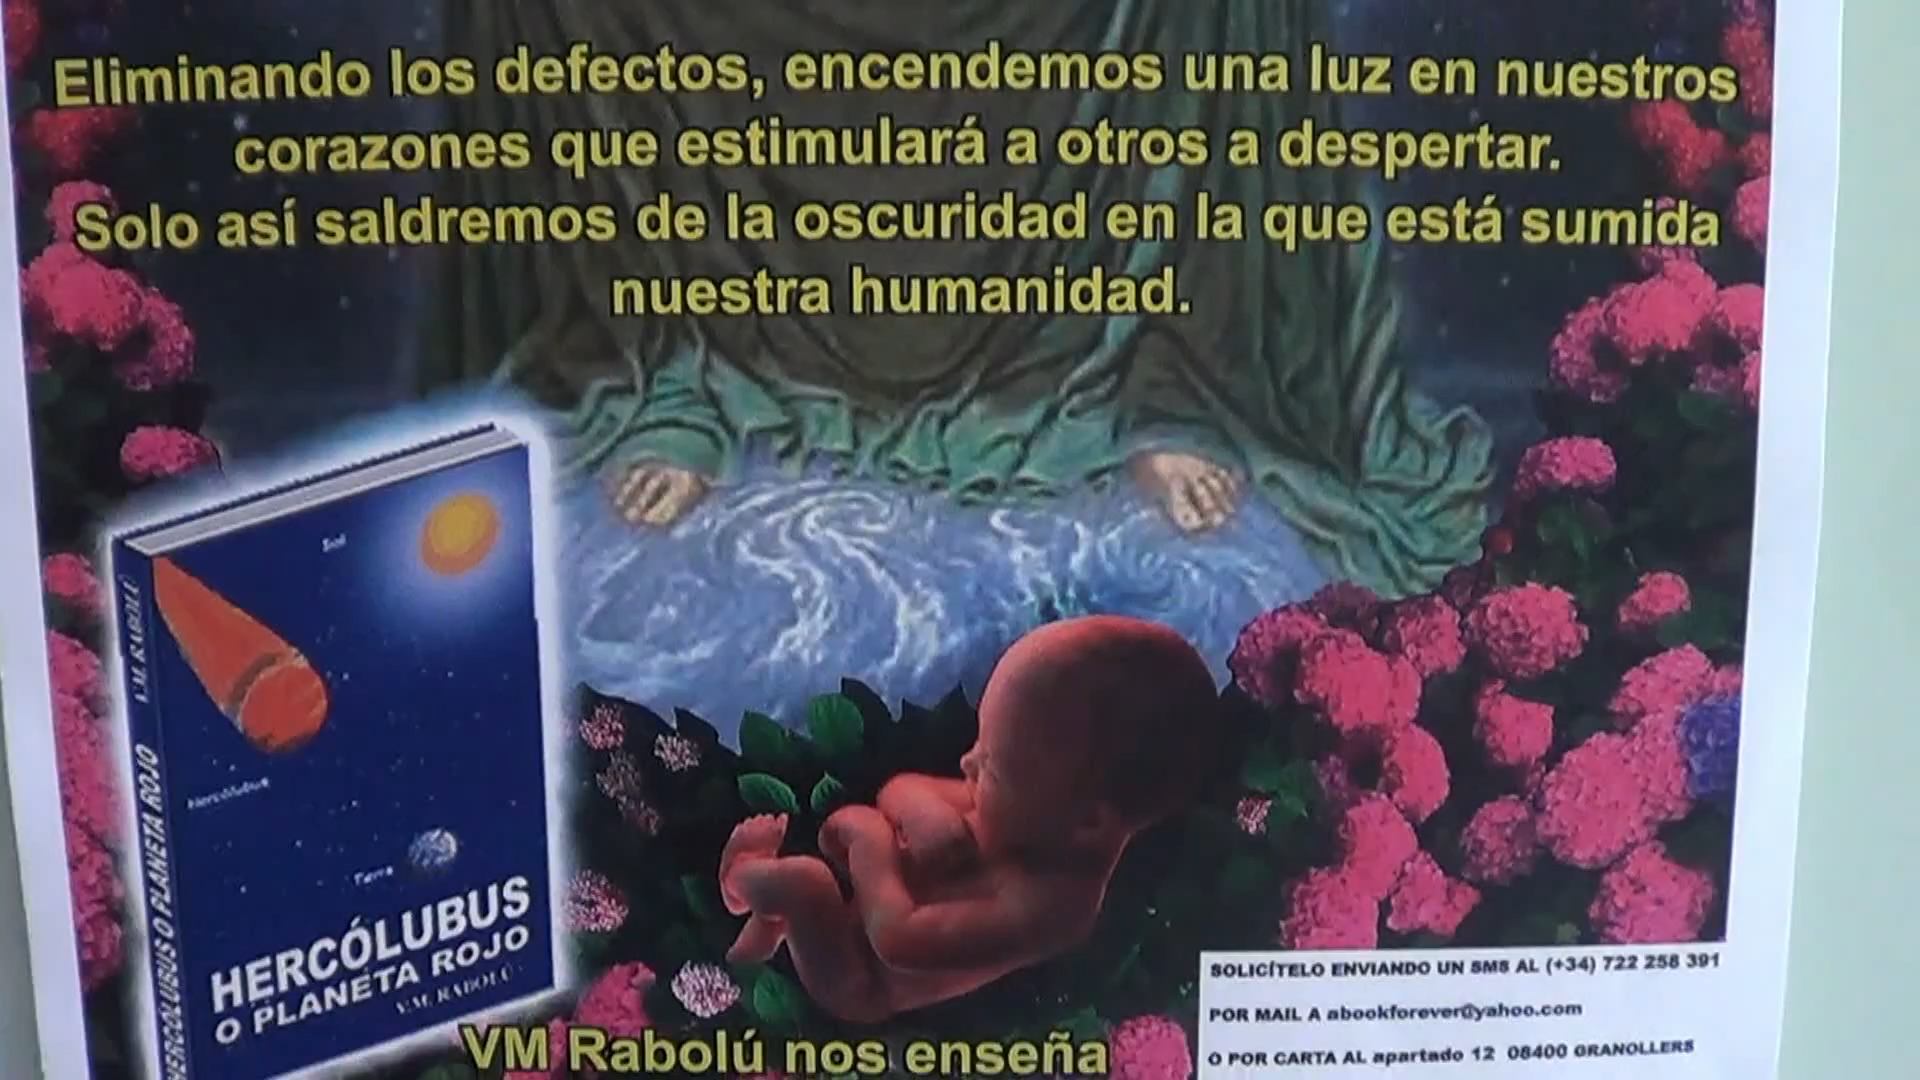 Eliminando los defectos, encendemos una luz en nuestros
corazones que estimulará a otros a despertar.
Solo así saldremos de la oscuridad en la que está sumida
nuestra humanidad.
Sol
Hercólubus
Tierra
HERCÓLUBUS
O PLANETA ROJO
V.M. RABOLÚ
HERCOLUBUS O PLANETA ROJO V.M. RABOLÚ
VM Rabolú nos enseña
SOLICÍTELO ENVIANDO UN SMS AL (+34) 722 258 391
POR MAIL A abookforever@yahoo.com
O POR CARTA AL apartado 12 08400 GRANOLLERS